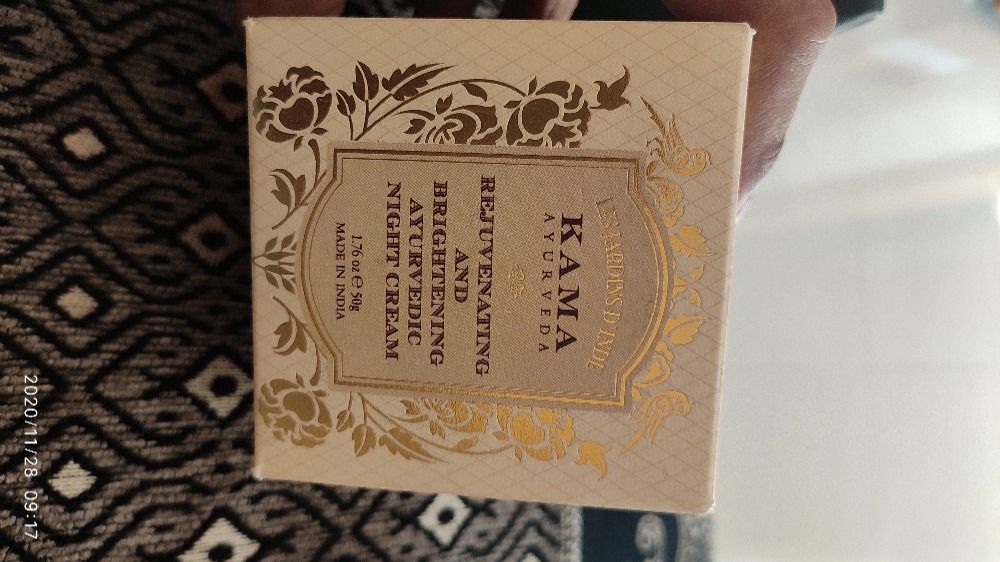 LES JARDINS D'INDE
KAMA
AYURVEDA
REJUVENATING
AND
BRIGHTENING
AYURVEDIC
NIGHT CREAM
1.76 oz ℮ 50g
MADE IN INDIA
2020/11/28 09:17